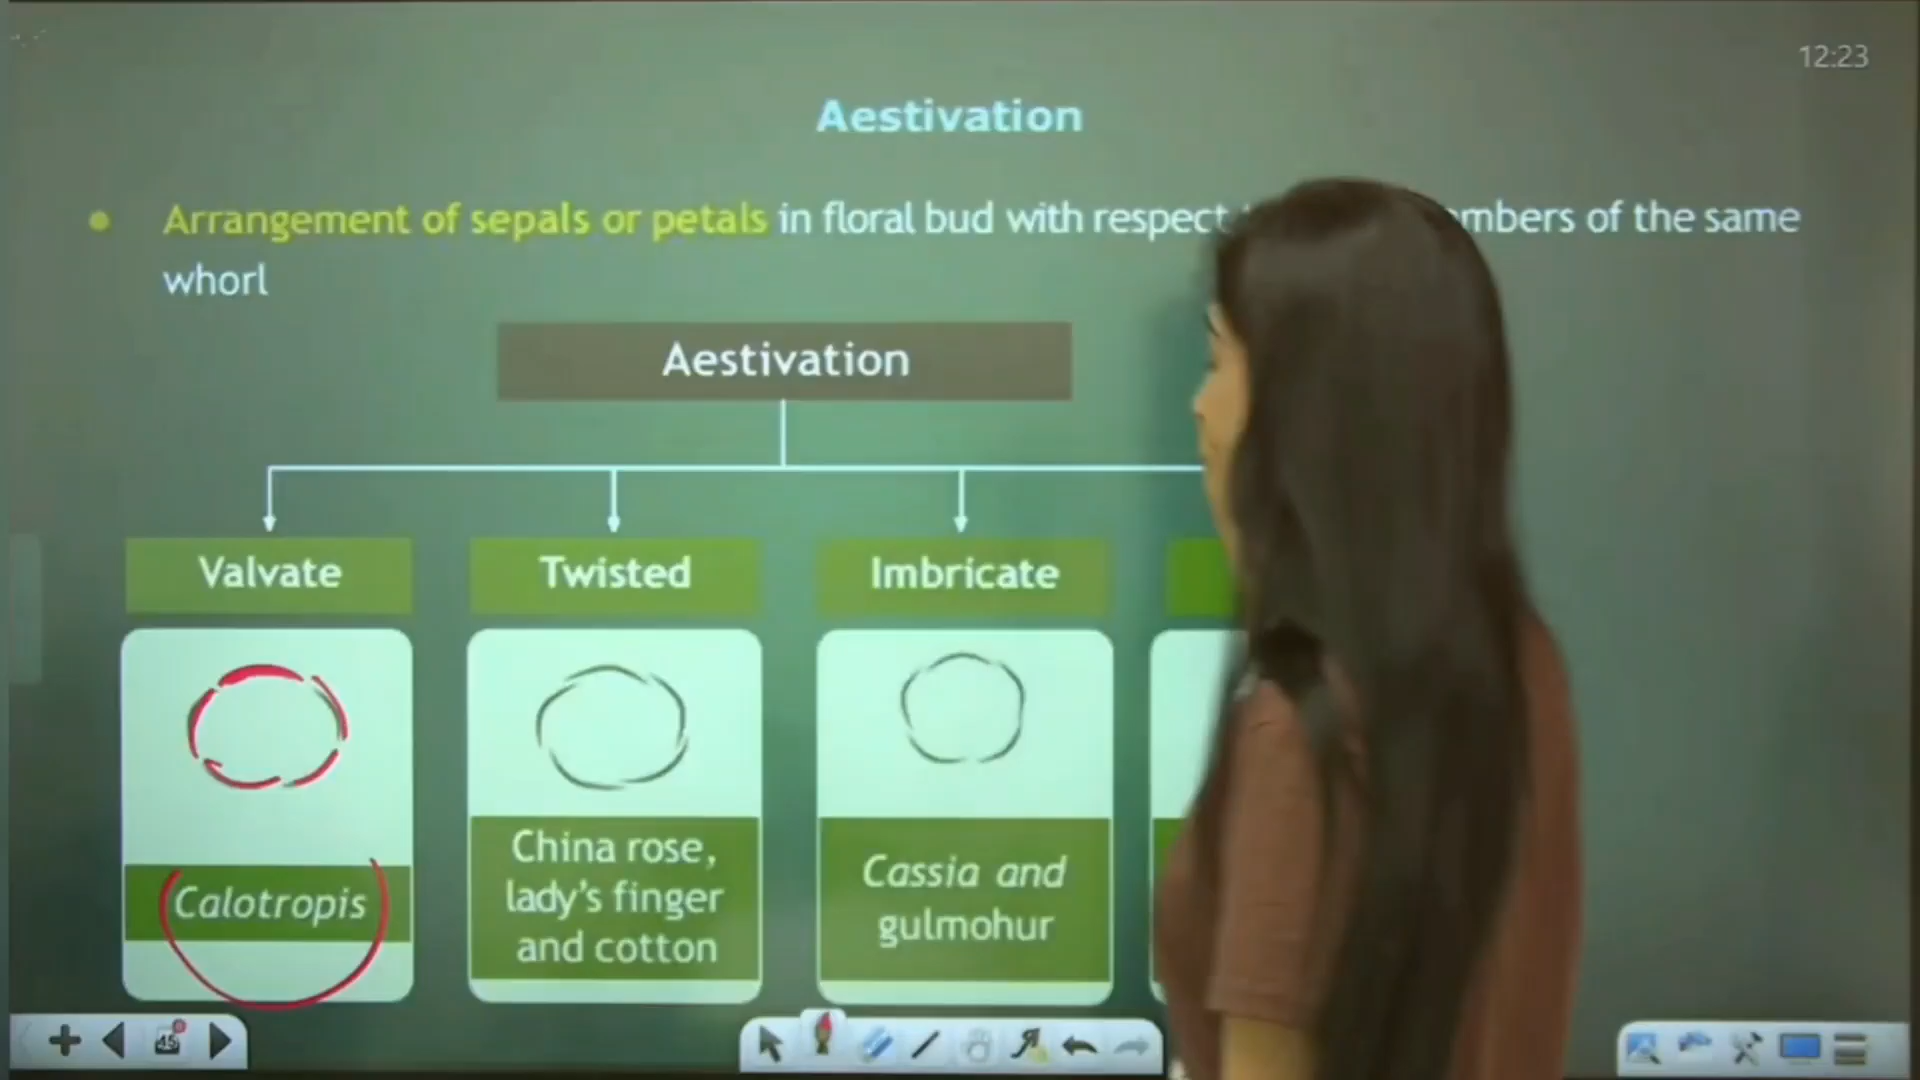 12:23
Aestivation
Arrangement of sepals or petals in floral bud with respect
of the same
whorl
Aestivation
Valvate
Twisted
Imbricate
Calotropis
China rose,
lady's finger
and cotton
Cassia and
gulmohur
45